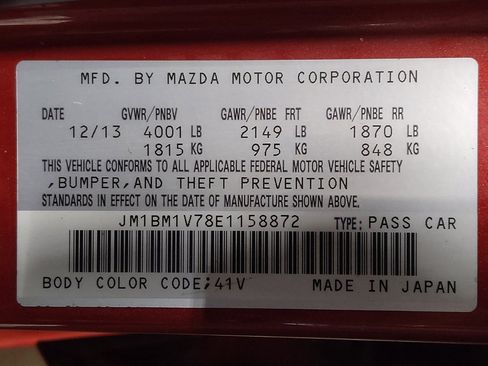 MFD. BY MAZDA MOTOR CORPORATION
DATE GVWR/PNBV GAWR/PNBE FRT GAWR/PNBE RR
12/13 4001 LB 2149 LB 1870 LB
1815 KG 975 KG 848 KG
THIS VEHICLE CONFORMS TO ALL APPLICABLE FEDERAL MOTOR VEHICLE SAFETY
,BUMPER,AND THEFT PREVENTION
STANDARDS IN EFFECT ON THE DATE OF MANUFACTURE SHOWN ABOVE.
JM1BM1V78E1158872 TYPE: PASS CAR
BODY COLOR CODE;41V MADE IN JAPAN